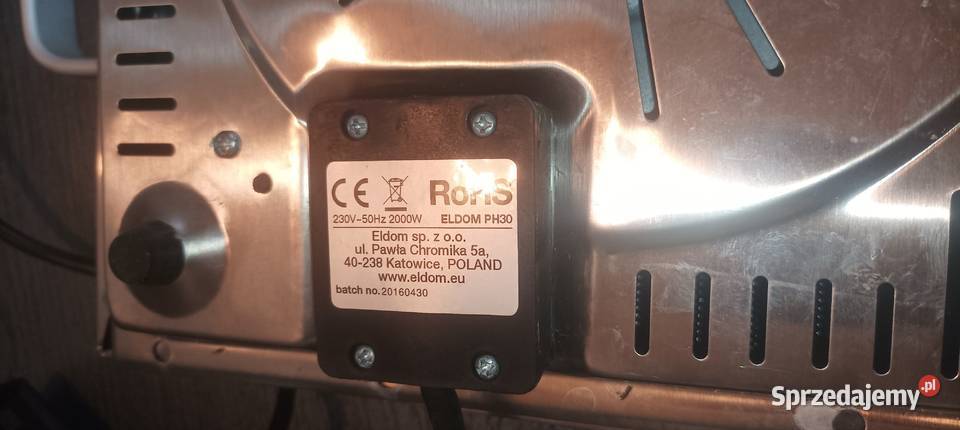 CE RoHS
230V~50Hz 2000W ELDOM PH30
Eldom sp. z o.o.
ul. Pawła Chromika 5a,
40-238 Katowice, POLAND
www.eldom.eu
batch no. 20160430
Sprzedajemy.pl